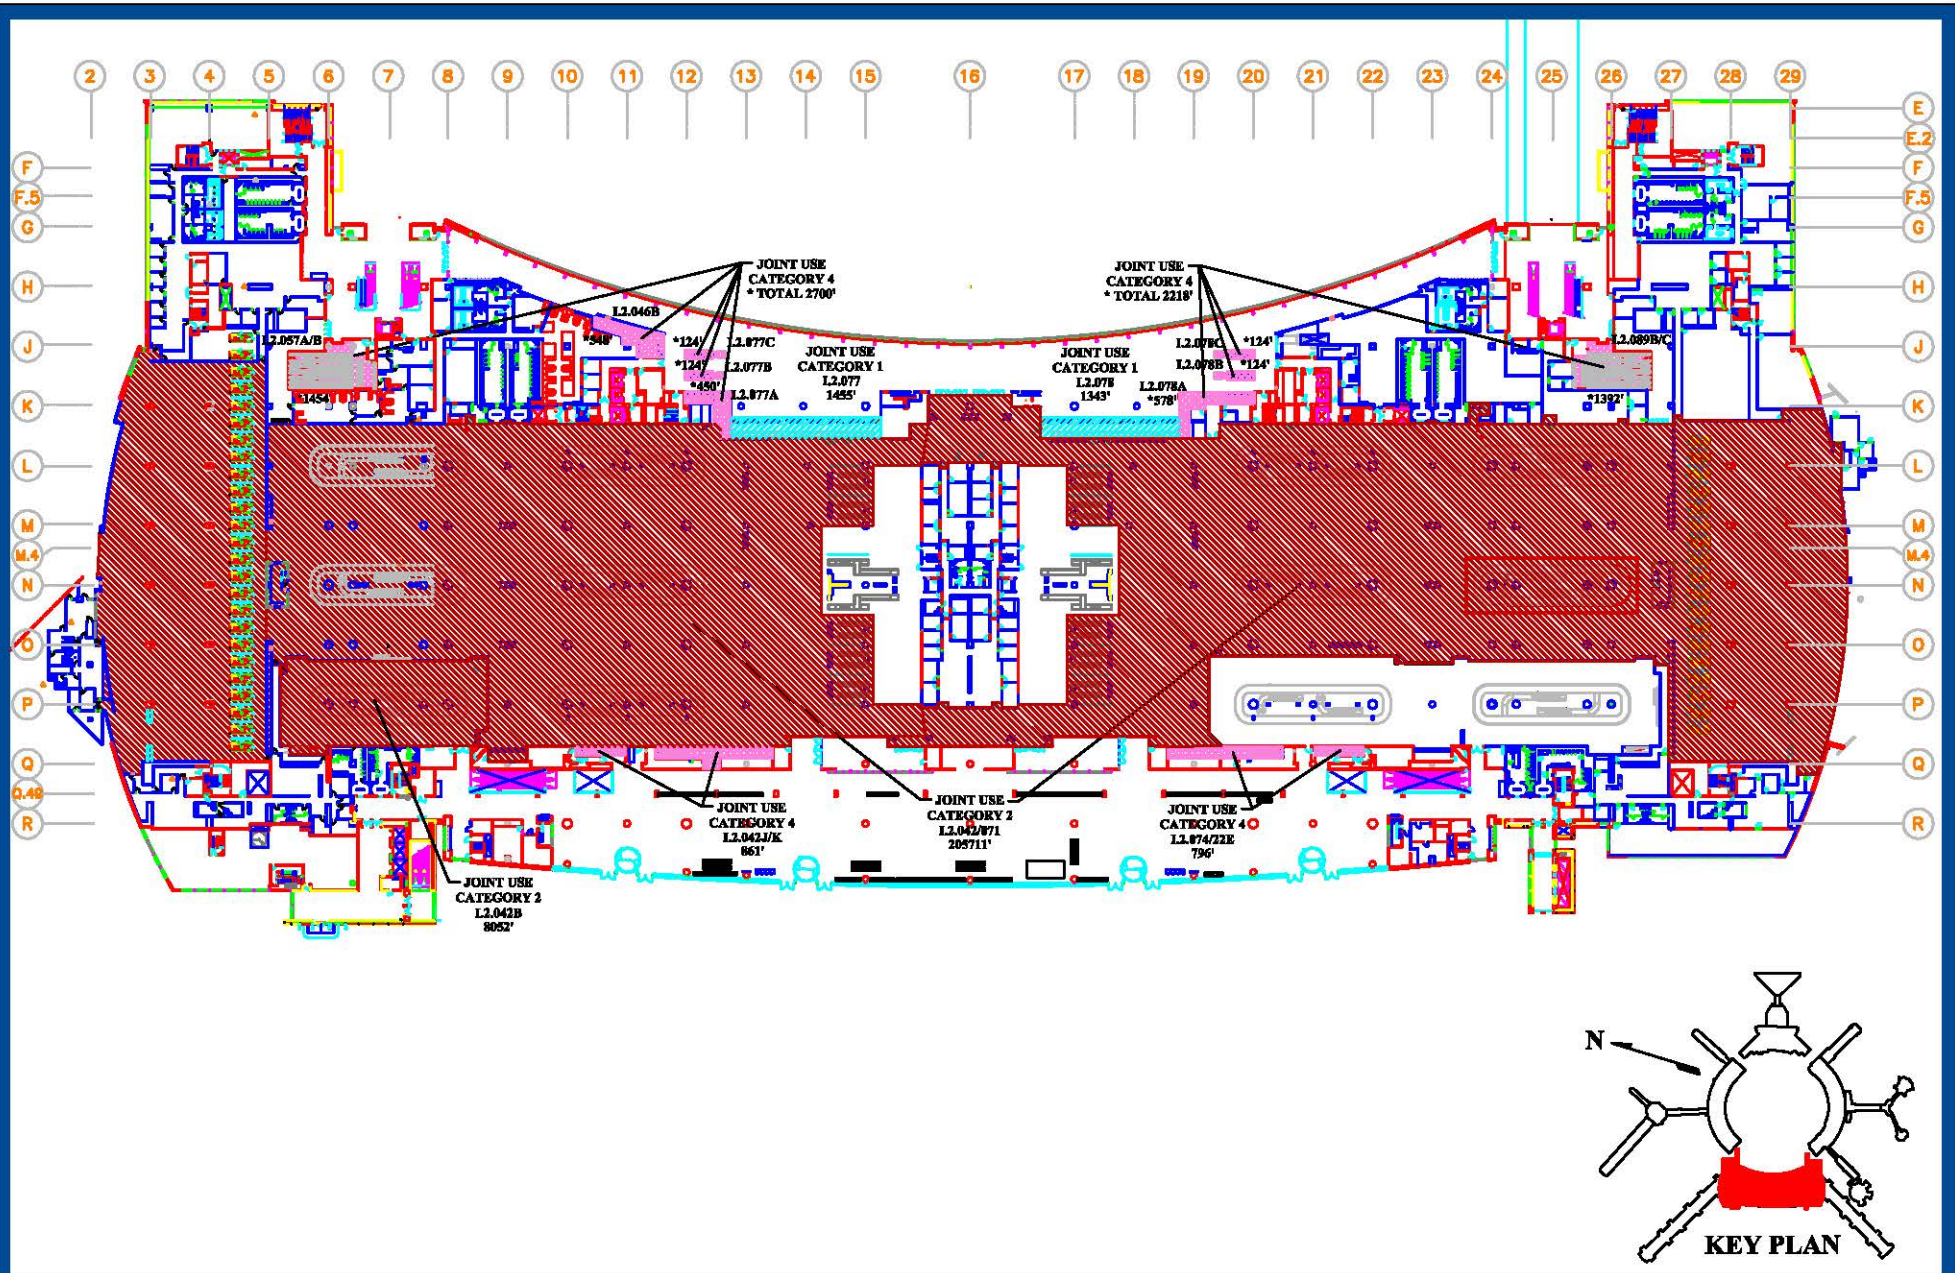 2 3 4 5 6 7 8 9 10 11 12 13 14 15 16 17 18 19 20 21 22 23 24 25 26 27 28 29
E
E.2
F F
F.5 F.5
G G
H H
J J
K K
L L
M M
M.4 M.4
N N
O O
P P
Q Q
R R
JOINT USE
CATEGORY 4
* TOTAL 2700'
L2.046B
*548'
L2.057A/B
*1454'
*124'
L2.077C
*124'
L2.077B
*450'
L2.077A
JOINT USE
CATEGORY 1
L2.077
1455'
JOINT USE
CATEGORY 4
* TOTAL 2218'
JOINT USE
CATEGORY 1
L2.078
1343'
L2.078C
*124'
L2.078B
*124'
L2.078A
*578'
L2.089B/C
*1392'
JOINT USE
CATEGORY 4
L2.042J/K
861'
JOINT USE
CATEGORY 2
L2.042/071
205711'
JOINT USE
CATEGORY 4
L2.074/22E
796'
JOINT USE
CATEGORY 2
L2.042B
8052'
N
KEY PLAN